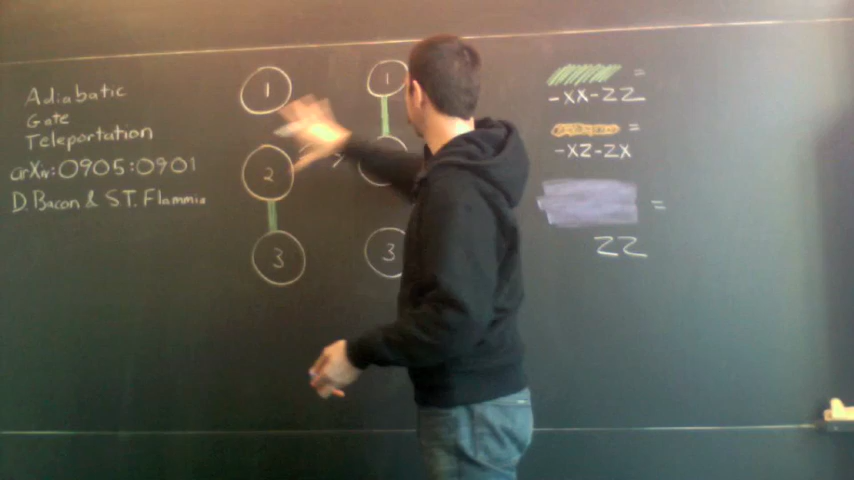 Adiabatic
Gate
Teleportation
arXiv:0905:0901
D. Bacon & S.T. Flammia
1
2
3
1
3
=
-XX-ZZ
=
-XZ-ZX
=
ZZ